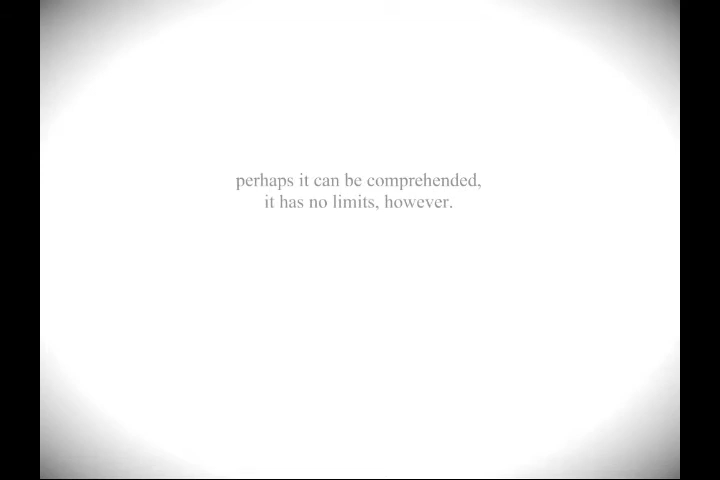 perhaps it can be comprehended,
it has no limits, however.